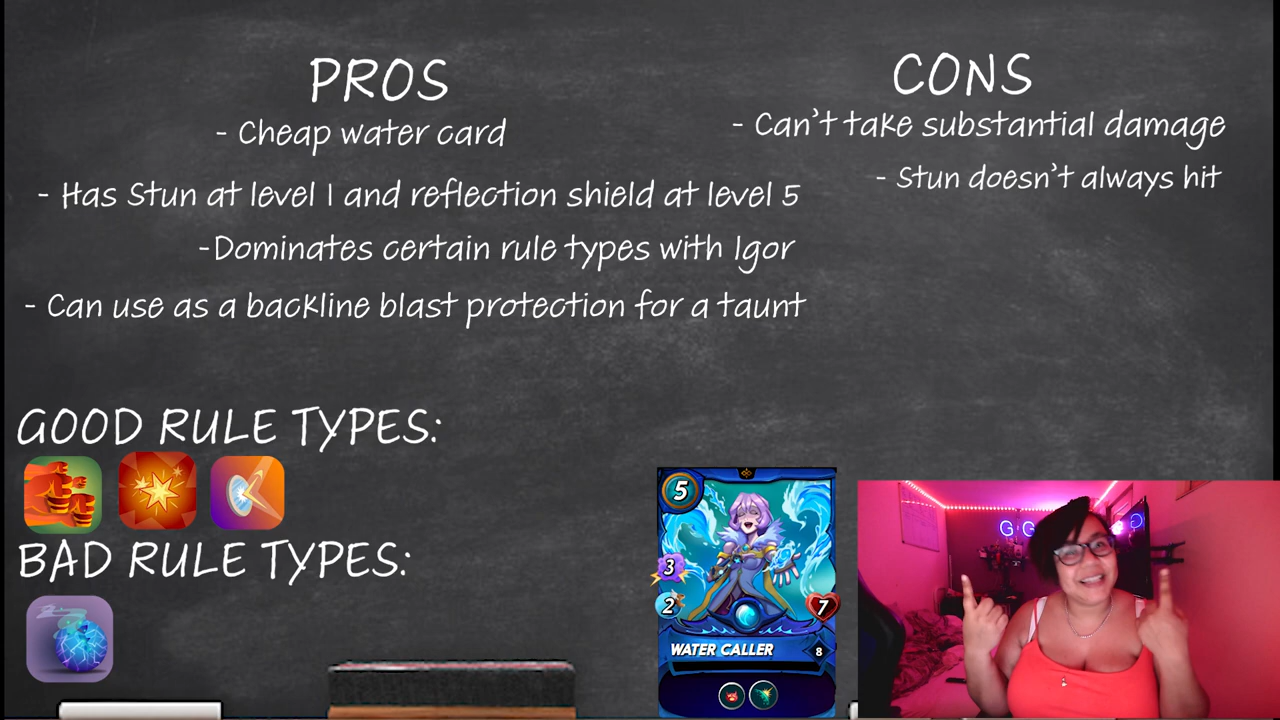 PROS
- Cheap water card
- Has Stun at level 1 and reflection shield at level 5
-Dominates certain rule types with Igor
- Can use as a backline blast protection for a taunt
CONS
- Can't take substantial damage
- Stun doesn't always hit
GOOD RULE TYPES:
BAD RULE TYPES:
5
3
2
7
WATER CALLER
8
G G